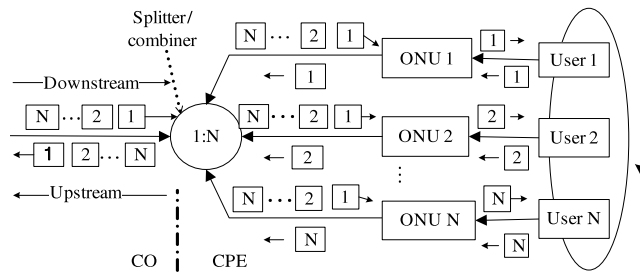 Splitter/
combiner
N ... 2 1
1
ONU 1
1
1
User 1
Downstream
N ... 2 1
1 2 ... N
1:N
N ... 2 1
2
ONU 2
2
2
User 2
Upstream
N ... 2 1
N
ONU N
N
N
User N
CO
CPE